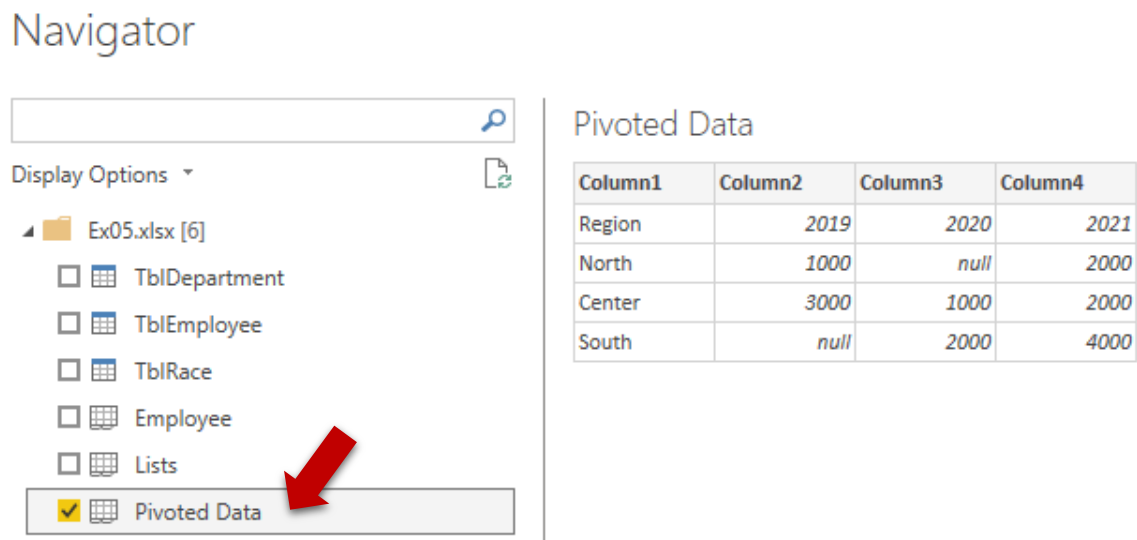 Navigator
Pivoted Data
Display Options
Ex05.xlsx [6]
TblDepartment
TblEmployee
TblRace
Employee
Lists
Pivoted Data
Column1 Column2 Column3 Column4
Region 2019 2020 2021
North 1000 null 2000
Center 3000 1000 2000
South null 2000 4000